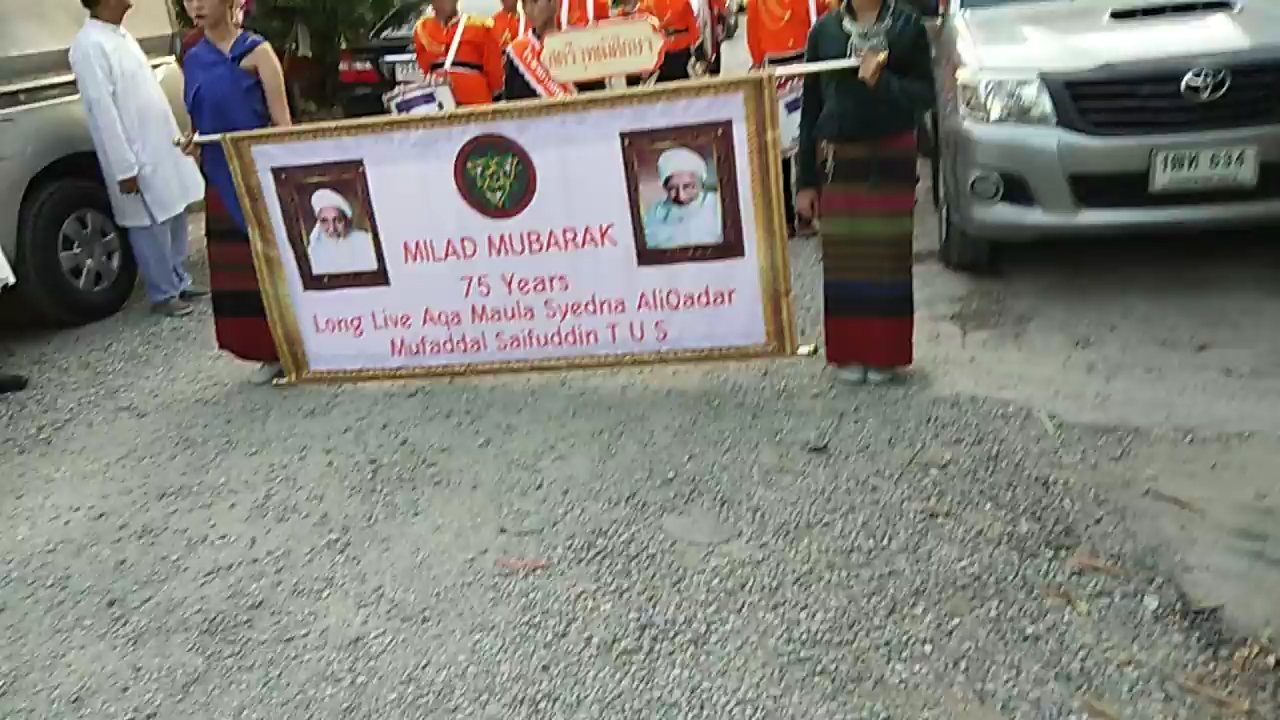 MILAD MUBARAK
75 Years
Long Live Aqa Maula Syedna AliQadar
Mufaddal Saifuddin T U S